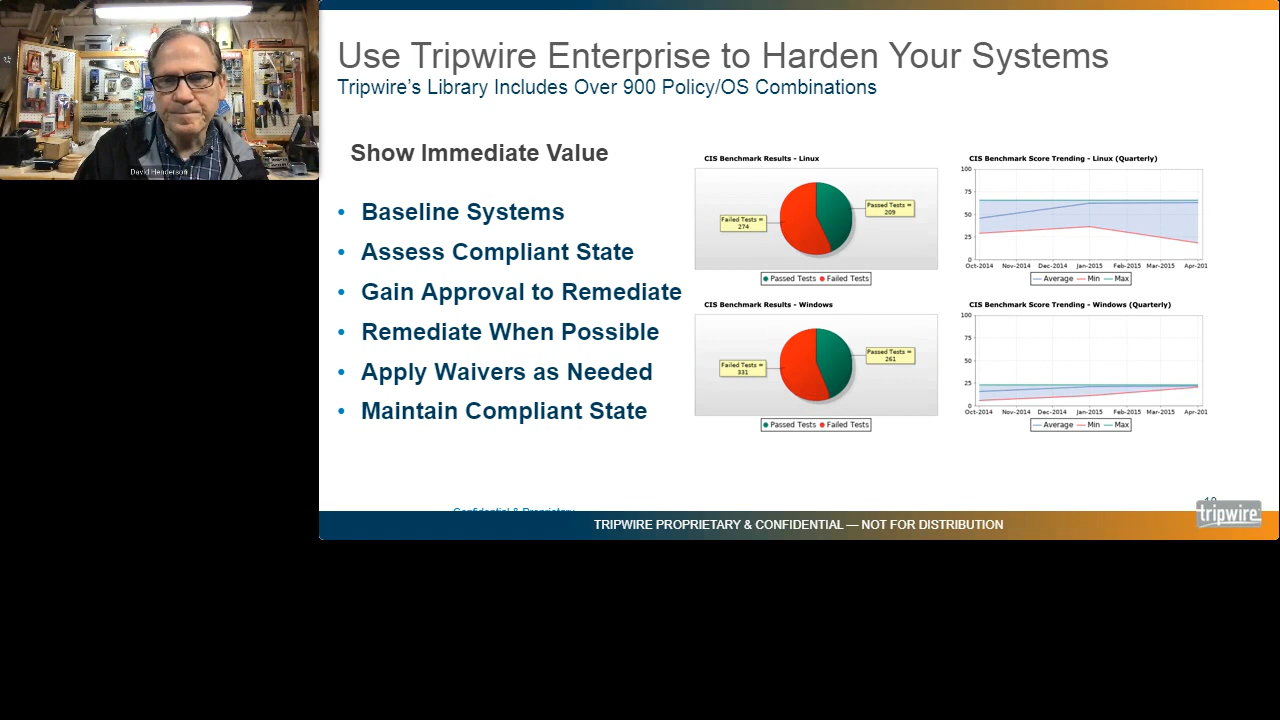 David Henderson
Use Tripwire Enterprise to Harden Your Systems
Tripwire's Library Includes Over 900 Policy/OS Combinations
Show Immediate Value
• Baseline Systems
• Assess Compliant State
• Gain Approval to Remediate
• Remediate When Possible
• Apply Waivers as Needed
• Maintain Compliant State
CIS Benchmark Results - Linux
Failed Tests =
274
Passed Tests =
209
Passed Tests Failed Tests
CIS Benchmark Score Trending - Linux (Quarterly)
100
75
50
25
0
Oct-2014 Nov-2014 Dec-2014 Jan-2015 Feb-2015 Mar-2015 Apr-201
Average Min Max
CIS Benchmark Results - Windows
Failed Tests =
331
Passed Tests =
261
Passed Tests Failed Tests
CIS Benchmark Score Trending - Windows (Quarterly)
100
75
50
25
0
Oct-2014 Nov-2014 Dec-2014 Jan-2015 Feb-2015 Mar-2015 Apr-201
Average Min Max
Confidential & Proprietary
TRIPWIRE PROPRIETARY & CONFIDENTIAL — NOT FOR DISTRIBUTION
tripwire